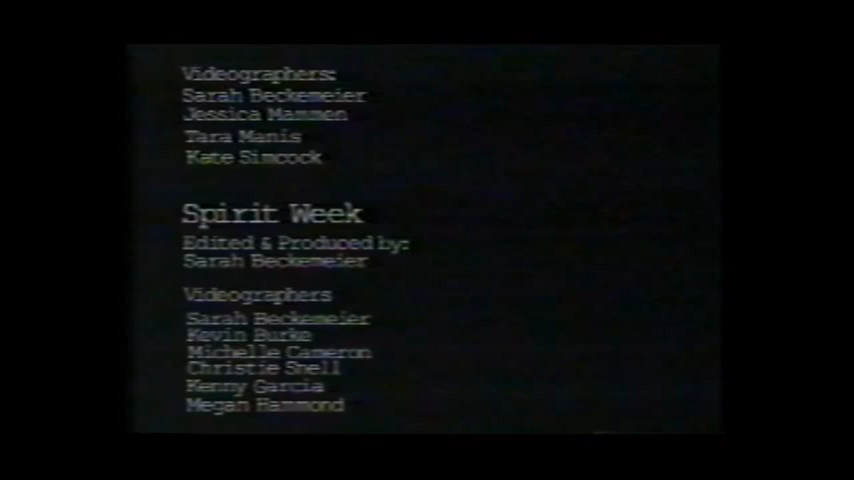 Videographers:
Sarah Beckemeier
Jessica Mammen
Tara Manis
Kate Simcock
Spirit Week
Edited & Produced by:
Sarah Beckemeier
Videographers
Sarah Beckemeier
Kevin Burke
Michelle Cameron
Christie Snell
Kenny Garcia
Megan Hammond